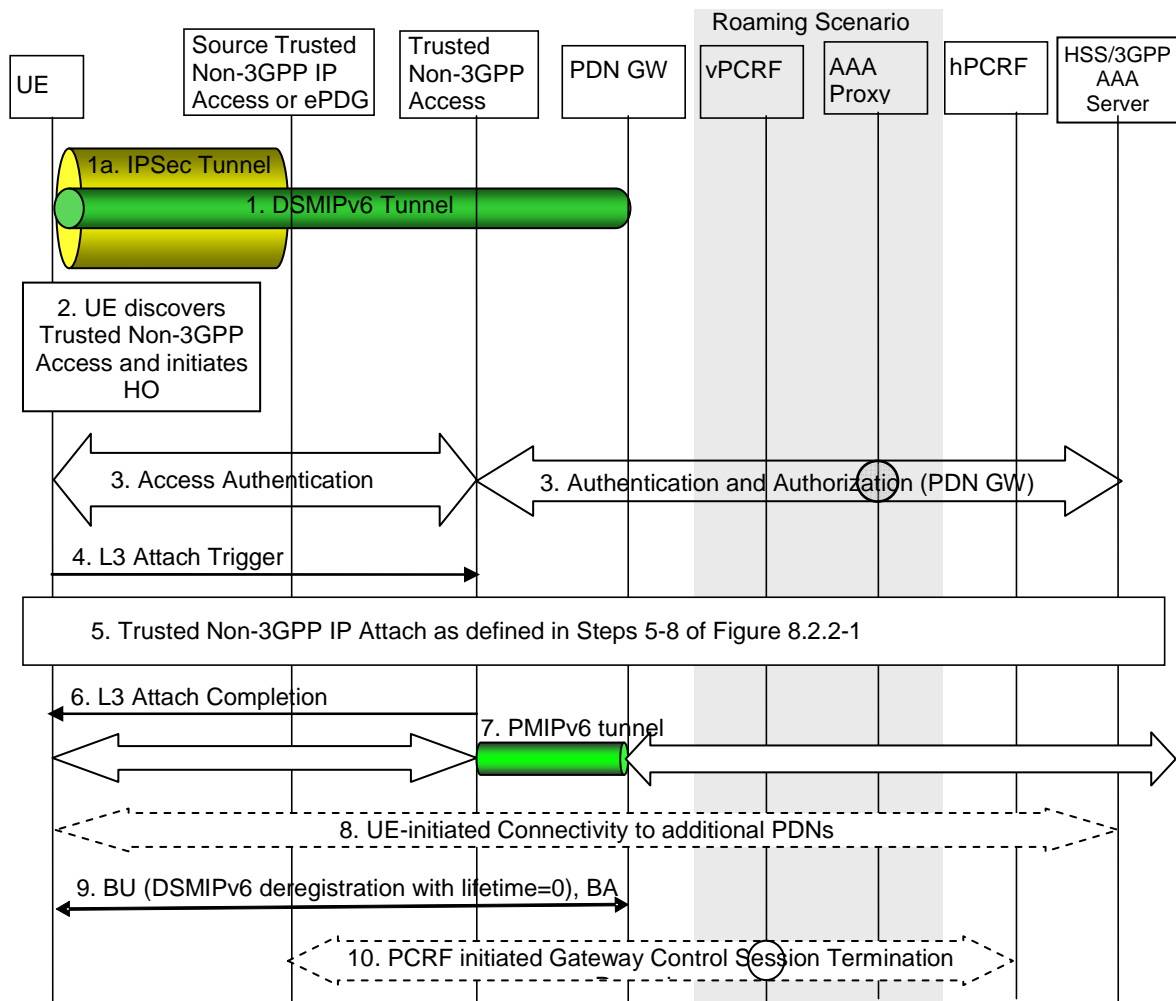 Roaming Scenario
UE
Source Trusted
Non-3GPP IP
Access or ePDG
Trusted
Non-3GPP
Access
PDN GW
vPCRF
AAA
Proxy
hPCRF
HSS/3GPP
AAA
Server
1a. IPSec Tunnel
1. DSMIPv6 Tunnel
2. UE discovers
Trusted Non-3GPP
Access and initiates
HO
3. Access Authentication
3. Authentication and Authorization (PDN GW)
4. L3 Attach Trigger
5. Trusted Non-3GPP IP Attach as defined in Steps 5-8 of Figure 8.2.2-1
6. L3 Attach Completion
7. PMIPv6 tunnel
8. UE-initiated Connectivity to additional PDNs
9. BU (DSMIPv6 deregistration with lifetime=0), BA
10. PCRF initiated Gateway Control Session Termination